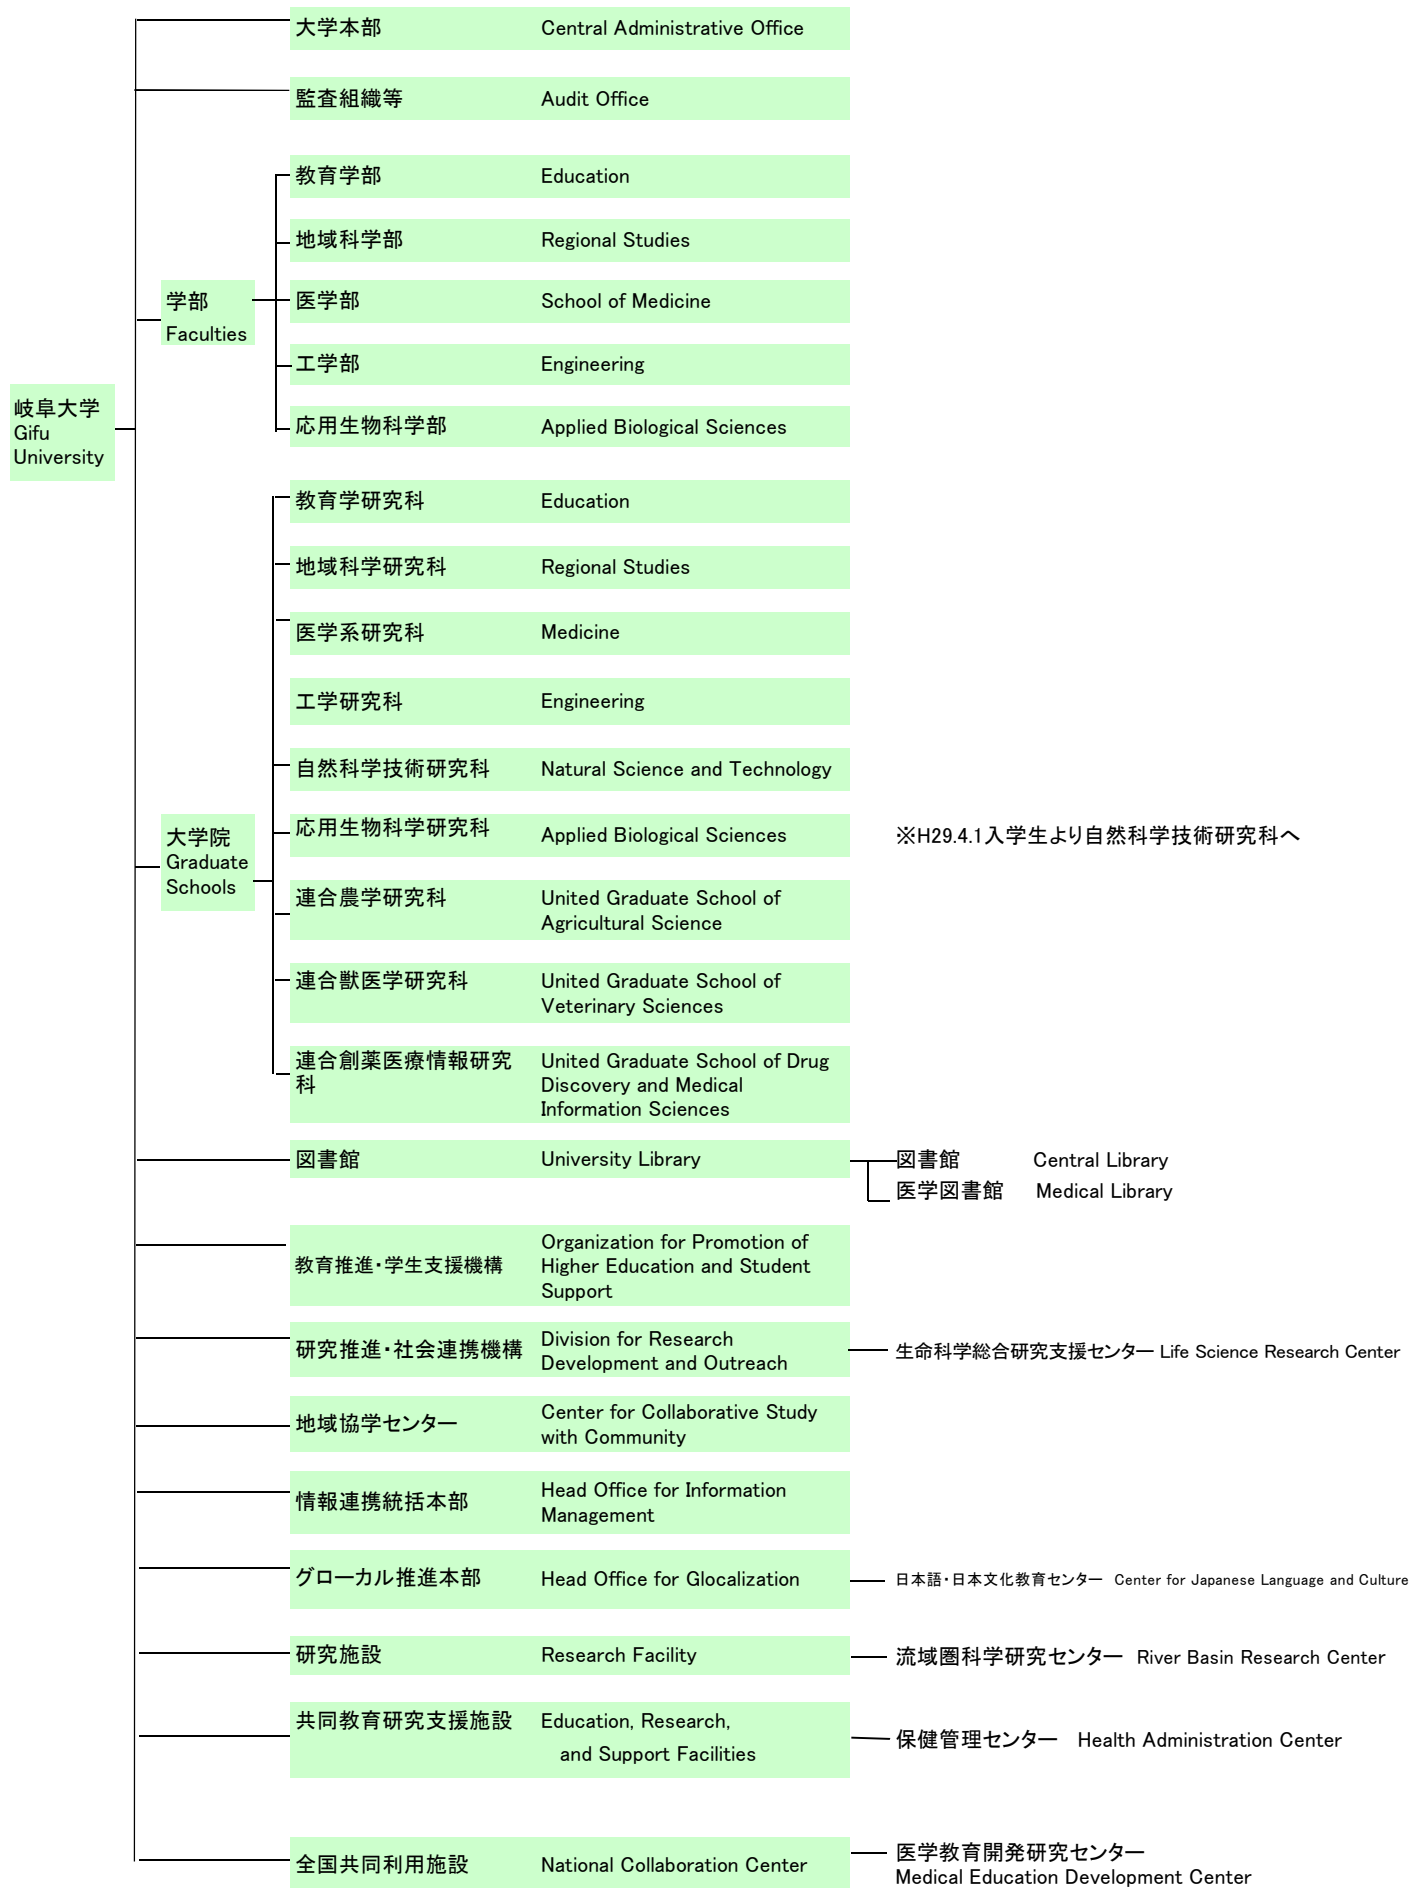 大学本部 Central Administrative Office
監査組織等 Audit Office
教育学部 Education
地域科学部 Regional Studies
学部
Faculties
医学部 School of Medicine
工学部 Engineering
応用生物科学部 Applied Biological Sciences
岐阜大学
Gifu
University
教育学研究科 Education
地域科学研究科 Regional Studies
医学系研究科 Medicine
工学研究科 Engineering
自然科学技術研究科 Natural Science and Technology
大学院
Graduate
Schools
応用生物科学研究科 Applied Biological Sciences ※H29.4.1入学生より自然科学技術研究科へ
連合農学研究科 United Graduate School of
Agricultural Science
連合獣医学研究科 United Graduate School of
Veterinary Sciences
連合創薬医療情報研究 United Graduate School of Drug
科 Discovery and Medical
Information Sciences
図書館 University Library 図書館 Central Library
医学図書館 Medical Library
Organization for Promotion of
教育推進・学生支援機構 Higher Education and Student
Support
研究推進・社会連携機構 Division for Research
Development and Outreach
生命科学総合研究支援センター Life Science Research Center
地域協学センター Center for Collaborative Study
with Community
情報連携統括本部 Head Office for Information
Management
グローカル推進本部 Head Office for Glocalization 日本語・日本文化教育センター Center for Japanese Language and Culture
研究施設 Research Facility 流域圏科学研究センター River Basin Research Center
共同教育研究支援施設 Education, Research,
and Support Facilities
保健管理センター Health Administration Center
全国共同利用施設 National Collaboration Center
医学教育開発研究センター
Medical Education Development Center